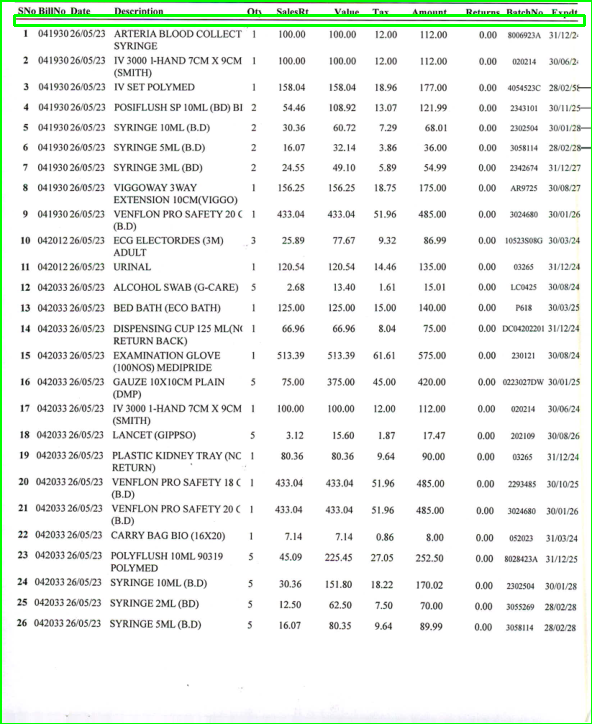 SNo BillNo Date Description Qty SalesRt Value Tax Amount Returns BatchNo Expdt
1 041930 26/05/23 ARTERIA BLOOD COLLECT 1 100.00 100.00 12.00 112.00 0.00 8006923A 31/12/2
SYRINGE
2 041930 26/05/23 IV 3000 1-HAND 7CM X 9CM 1 100.00 100.00 12.00 112.00 0.00 020214 30/06/2
(SMITH)
3 041930 26/05/23 IV SET POLYMED 1 158.04 158.04 18.96 177.00 0.00 4054523C 28/02/
4 041930 26/05/23 POSIFLUSH SP 10ML (BD) BI 2 54.46 108.92 13.07 121.99 0.00 2343101 30/11/25
5 041930 26/05/23 SYRINGE 10ML (B.D) 2 30.36 60.72 7.29 68.01 0.00 2302504 30/01/28
6 041930 26/05/23 SYRINGE 5ML (B.D) 2 16.07 32.14 3.86 36.00 0.00 3058114 28/02/28
7 041930 26/05/23 SYRINGE 3ML (BD) 2 24.55 49.10 5.89 54.99 0.00 2342674 31/12/27
8 041930 26/05/23 VIGGOWAY 3WAY 1 156.25 156.25 18.75 175.00 0.00 AR9725 30/08/27
EXTENSION 10CM(VIGGO)
9 041930 26/05/23 VENFLON PRO SAFETY 20 G 1 433.04 433.04 51.96 485.00 0.00 3024680 30/01/26
(B.D)
10 042012 26/05/23 ECG ELECTORDES (3M) 3 25.89 77.67 9.32 86.99 0.00 10523S08G 30/03/24
ADULT
11 042012 26/05/23 URINAL 1 120.54 120.54 14.46 135.00 0.00 03265 31/12/24
12 042033 26/05/23 ALCOHOL SWAB (G-CARE) 5 2.68 13.40 1.61 15.01 0.00 LC0425 30/08/24
13 042033 26/05/23 BED BATH (ECO BATH) 1 125.00 125.00 15.00 140.00 0.00 P618 30/03/25
14 042033 26/05/23 DISPENSING CUP 125 ML(NO 1 66.96 66.96 8.04 75.00 0.00 DC04202201 31/12/24
RETURN BACK)
15 042033 26/05/23 EXAMINATION GLOVE 1 513.39 513.39 61.61 575.00 0.00 230121 30/08/24
(100NOS) MEDIPRIDE
16 042033 26/05/23 GAUZE 10X10CM PLAIN 5 75.00 375.00 45.00 420.00 0.00 0223027DW 30/01/25
(DMP)
17 042033 26/05/23 IV 3000 1-HAND 7CM X 9CM 1 100.00 100.00 12.00 112.00 0.00 020214 30/06/24
(SMITH)
18 042033 26/05/23 LANCET (GIPPSO) 5 3.12 15.60 1.87 17.47 0.00 202109 30/08/26
19 042033 26/05/23 PLASTIC KIDNEY TRAY (NO 1 80.36 80.36 9.64 90.00 0.00 03265 31/12/24
RETURN)
20 042033 26/05/23 VENFLON PRO SAFETY 18 G 1 433.04 433.04 51.96 485.00 0.00 2293485 30/10/25
(B.D)
21 042033 26/05/23 VENFLON PRO SAFETY 20 G 1 433.04 433.04 51.96 485.00 0.00 3024680 30/01/26
(B.D)
22 042033 26/05/23 CARRY BAG BIO (16X20) 1 7.14 7.14 0.86 8.00 0.00 052023 31/03/24
23 042033 26/05/23 POLYFLUSH 10ML 90319 5 45.09 225.45 27.05 252.50 0.00 8028423A 31/12/25
POLYMED
24 042033 26/05/23 SYRINGE 10ML (B.D) 5 30.36 151.80 18.22 170.02 0.00 2302504 30/01/28
25 042033 26/05/23 SYRINGE 2ML (BD) 5 12.50 62.50 7.50 70.00 0.00 3055269 28/02/28
26 042033 26/05/23 SYRINGE 5ML (B.D) 5 16.07 80.35 9.64 89.99 0.00 3058114 28/02/28